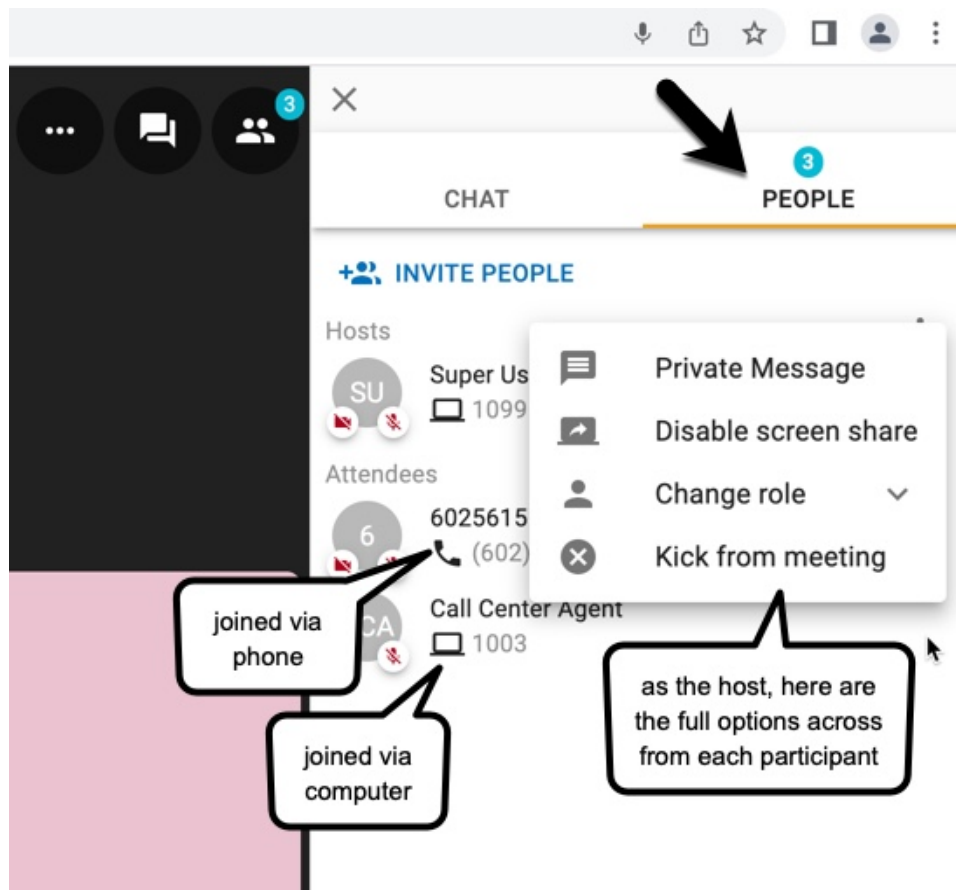 3
3
CHAT
PEOPLE
INVITE PEOPLE
Hosts
SU
Super Us
1099
Private Message
Disable screen share
Change role
Kick from meeting
Attendees
6
6025615
(602)
CA
Call Center Agent
1003
joined via
phone
joined via
computer
as the host, here are
the full options across
from each participant